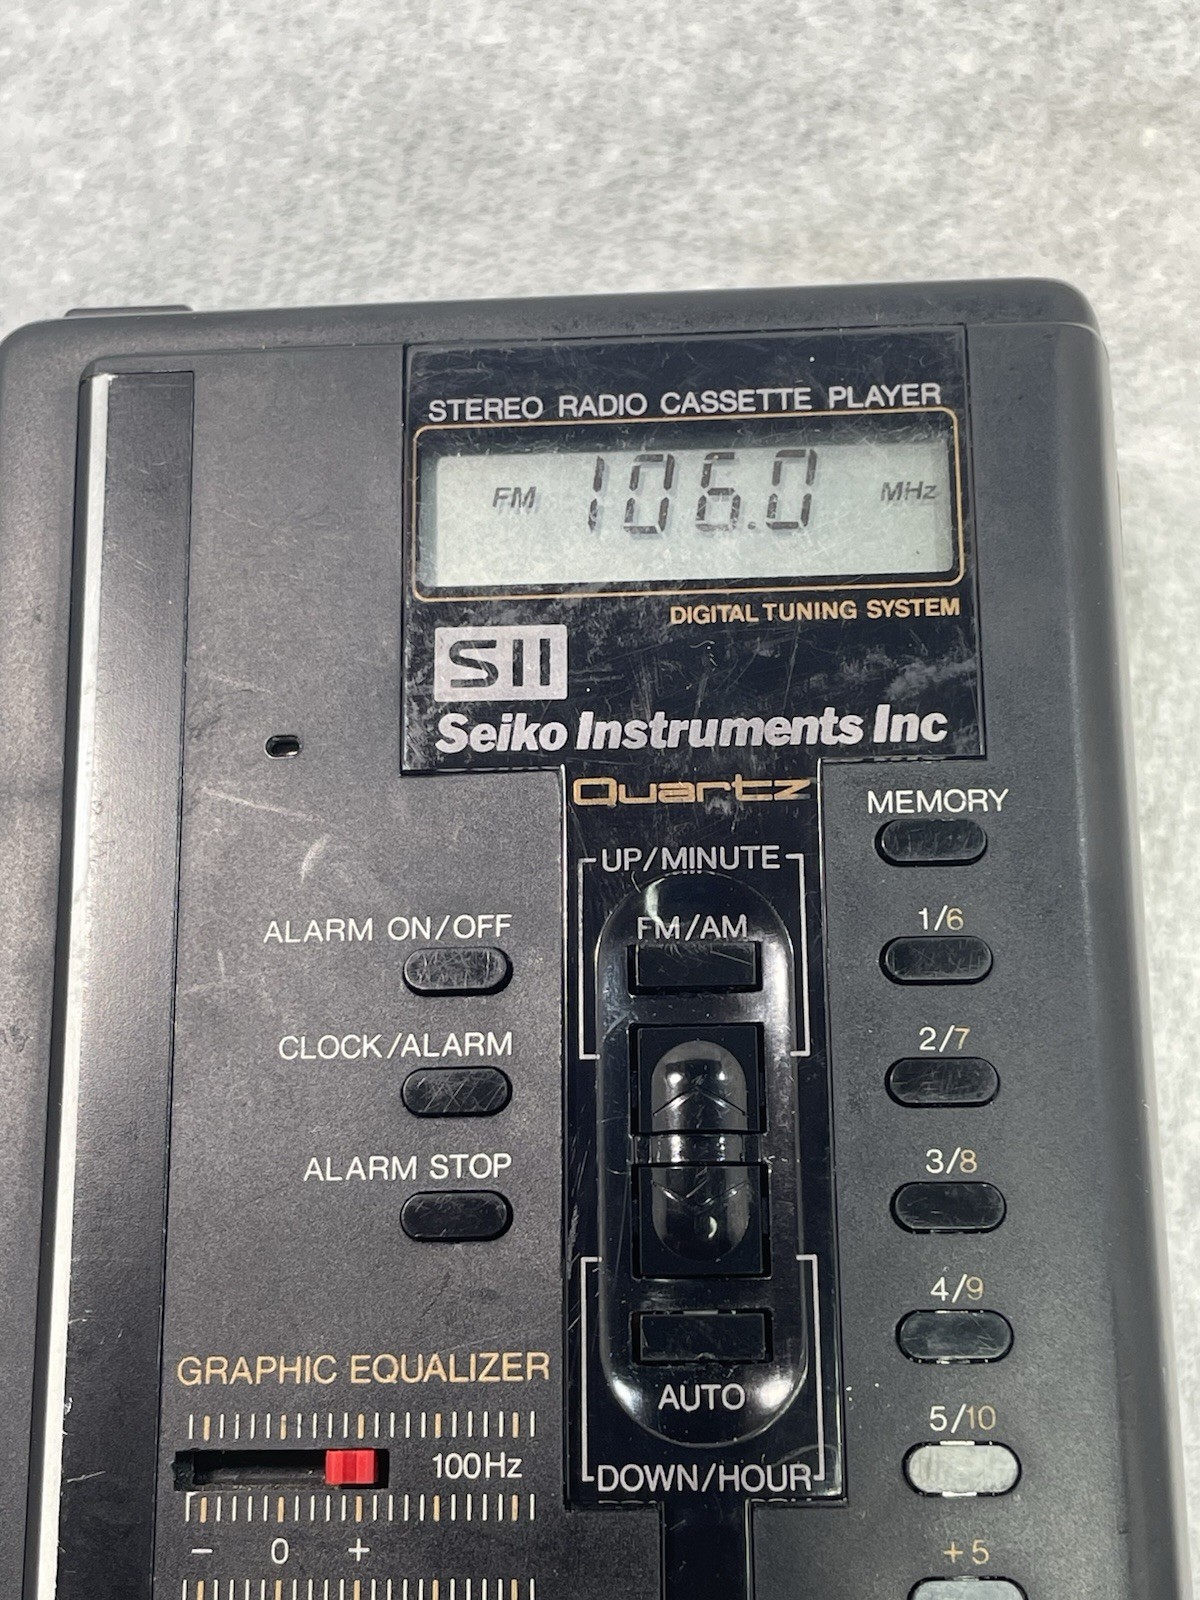 STEREO RADIO CASSETTE PLAYER
FM 106.0 MHz
DIGITAL TUNING SYSTEM
SII
Seiko Instruments Inc
Quartz
MEMORY
UP/MINUTE
FM/AM
1/6
ALARM ON/OFF
2/7
CLOCK/ALARM
3/8
ALARM STOP
4/9
AUTO
5/10
DOWN/HOUR
GRAPHIC EQUALIZER
100Hz
− 0 +
+5